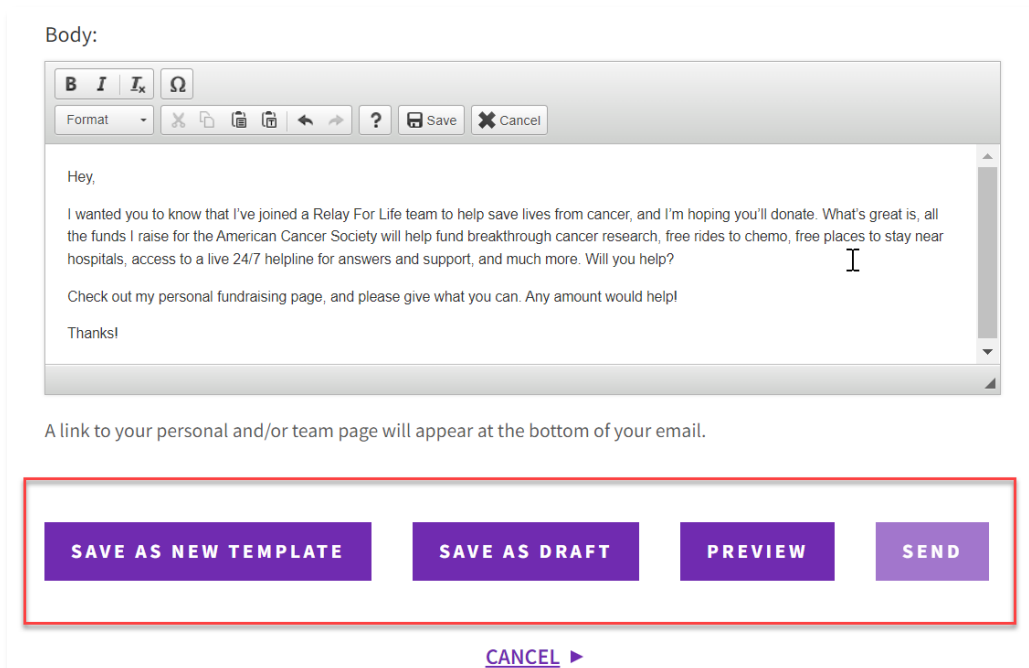 Body:
B I Tx Ω
Format ? Save Cancel
Hey,
I wanted you to know that I’ve joined a Relay For Life team to help save lives from cancer, and I’m hoping you’ll donate. What’s great is, all
the funds I raise for the American Cancer Society will help fund breakthrough cancer research, free rides to chemo, free places to stay near
hospitals, access to a live 24/7 helpline for answers and support, and much more. Will you help?
Check out my personal fundraising page, and please give what you can. Any amount would help!
Thanks!
A link to your personal and/or team page will appear at the bottom of your email.
SAVE AS NEW TEMPLATE SAVE AS DRAFT PREVIEW SEND
CANCEL